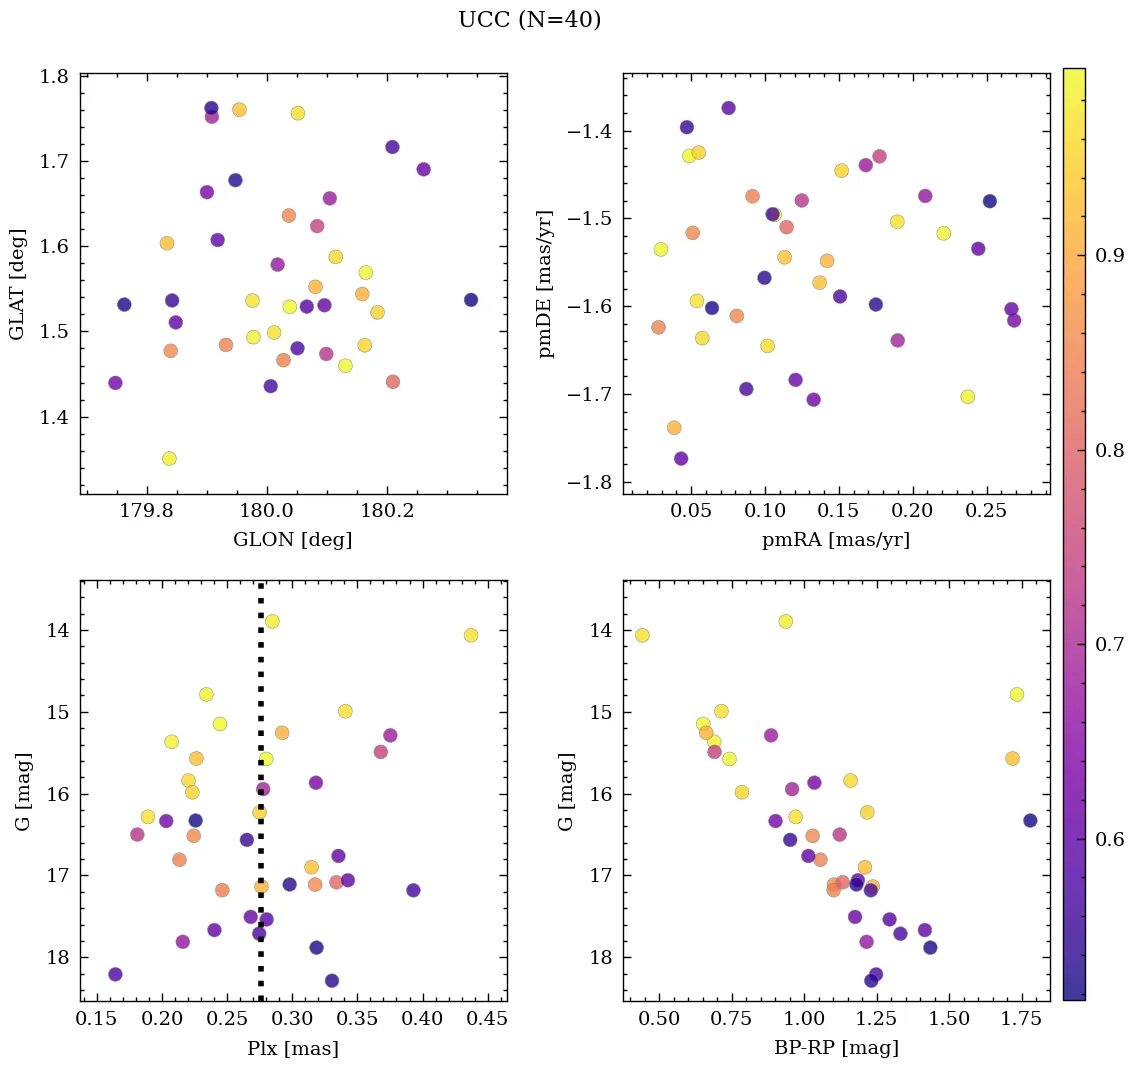 UCC (N=40)
1.8
1.7
1.6
1.5
1.4
GLAT [deg]
179.8 180.0 180.2
GLON [deg]
−1.4
−1.5
−1.6
−1.7
−1.8
pmDE [mas/yr]
0.05 0.10 0.15 0.20 0.25
pmRA [mas/yr]
0.9
0.8
0.7
0.6
14
15
16
17
18
G [mag]
0.15 0.20 0.25 0.30 0.35 0.40 0.45
Plx [mas]
14
15
16
17
18
G [mag]
0.50 0.75 1.00 1.25 1.50 1.75
BP-RP [mag]